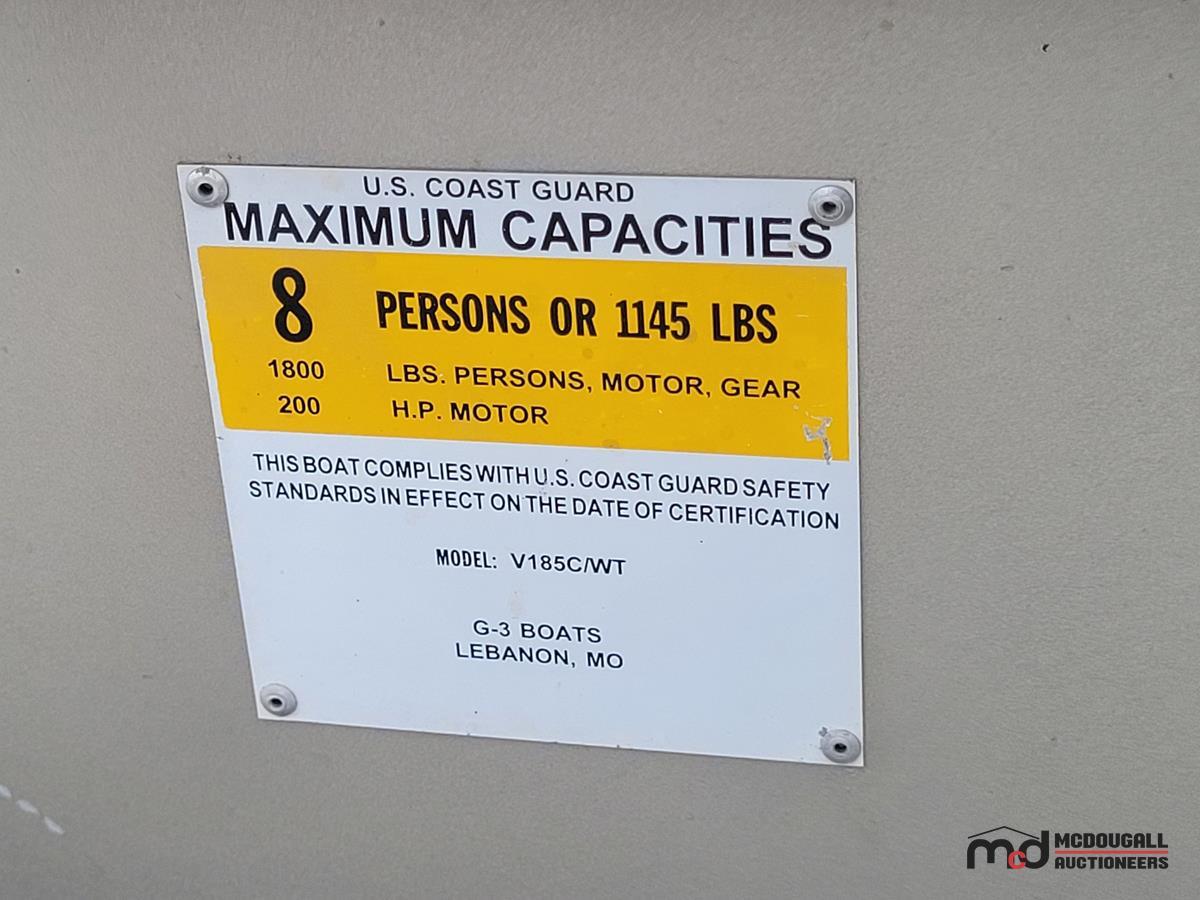 U.S. COAST GUARD
MAXIMUM CAPACITIES
8 PERSONS OR 1145 LBS
1800 LBS. PERSONS, MOTOR, GEAR
200 H.P. MOTOR
THIS BOAT COMPLIES WITH U.S. COAST GUARD SAFETY
STANDARDS IN EFFECT ON THE DATE OF CERTIFICATION
MODEL: V185C/WT
G-3 BOATS
LEBANON, MO
mcd MCDOUGALL
AUCTIONEERS